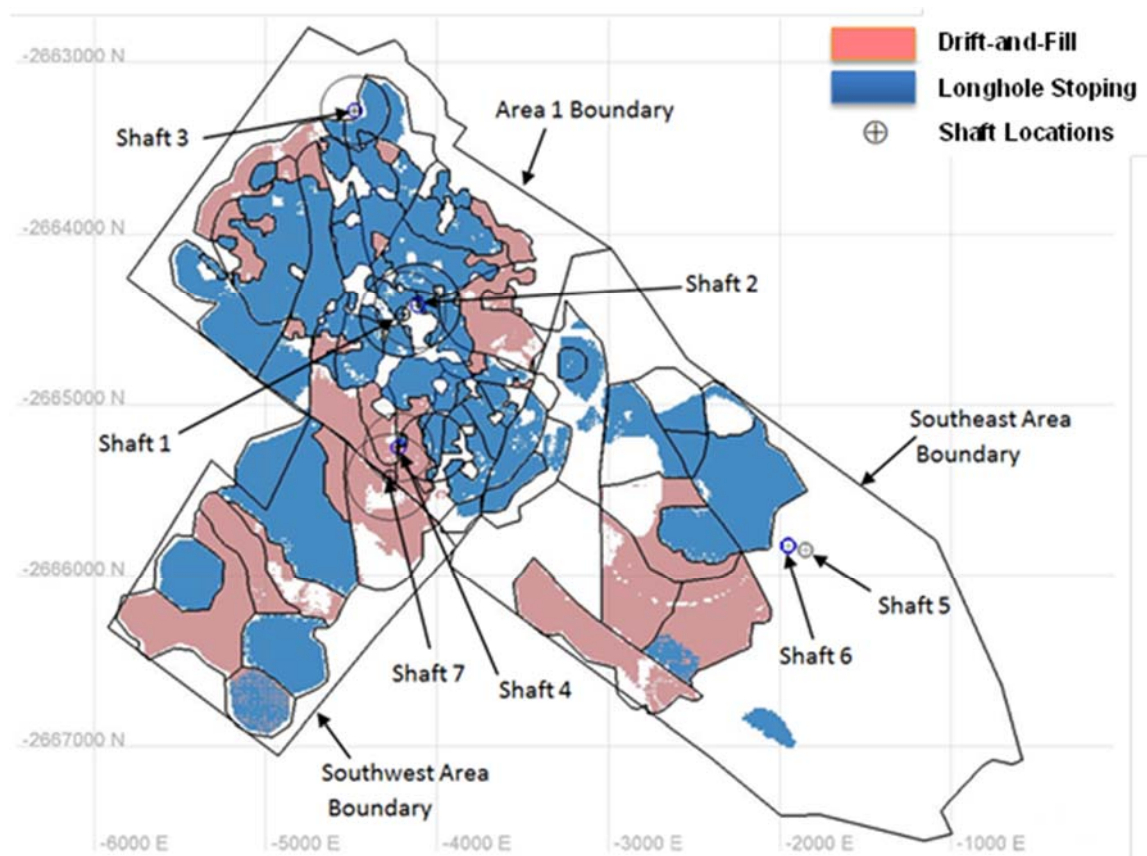 -2663000 N
Drift-and-Fill
Longhole Stoping
Shaft Locations
Area 1 Boundary
Shaft 3
-2664000 N
Shaft 2
-2665000 N
Shaft 1
Southeast Area
Boundary
-2666000 N
Shaft 5
Shaft 6
Shaft 7
Shaft 4
-2667000 N
Southwest Area
Boundary
-6000 E
-5000 E
-4000 E
-3000 E
-2000 E
-1000 E